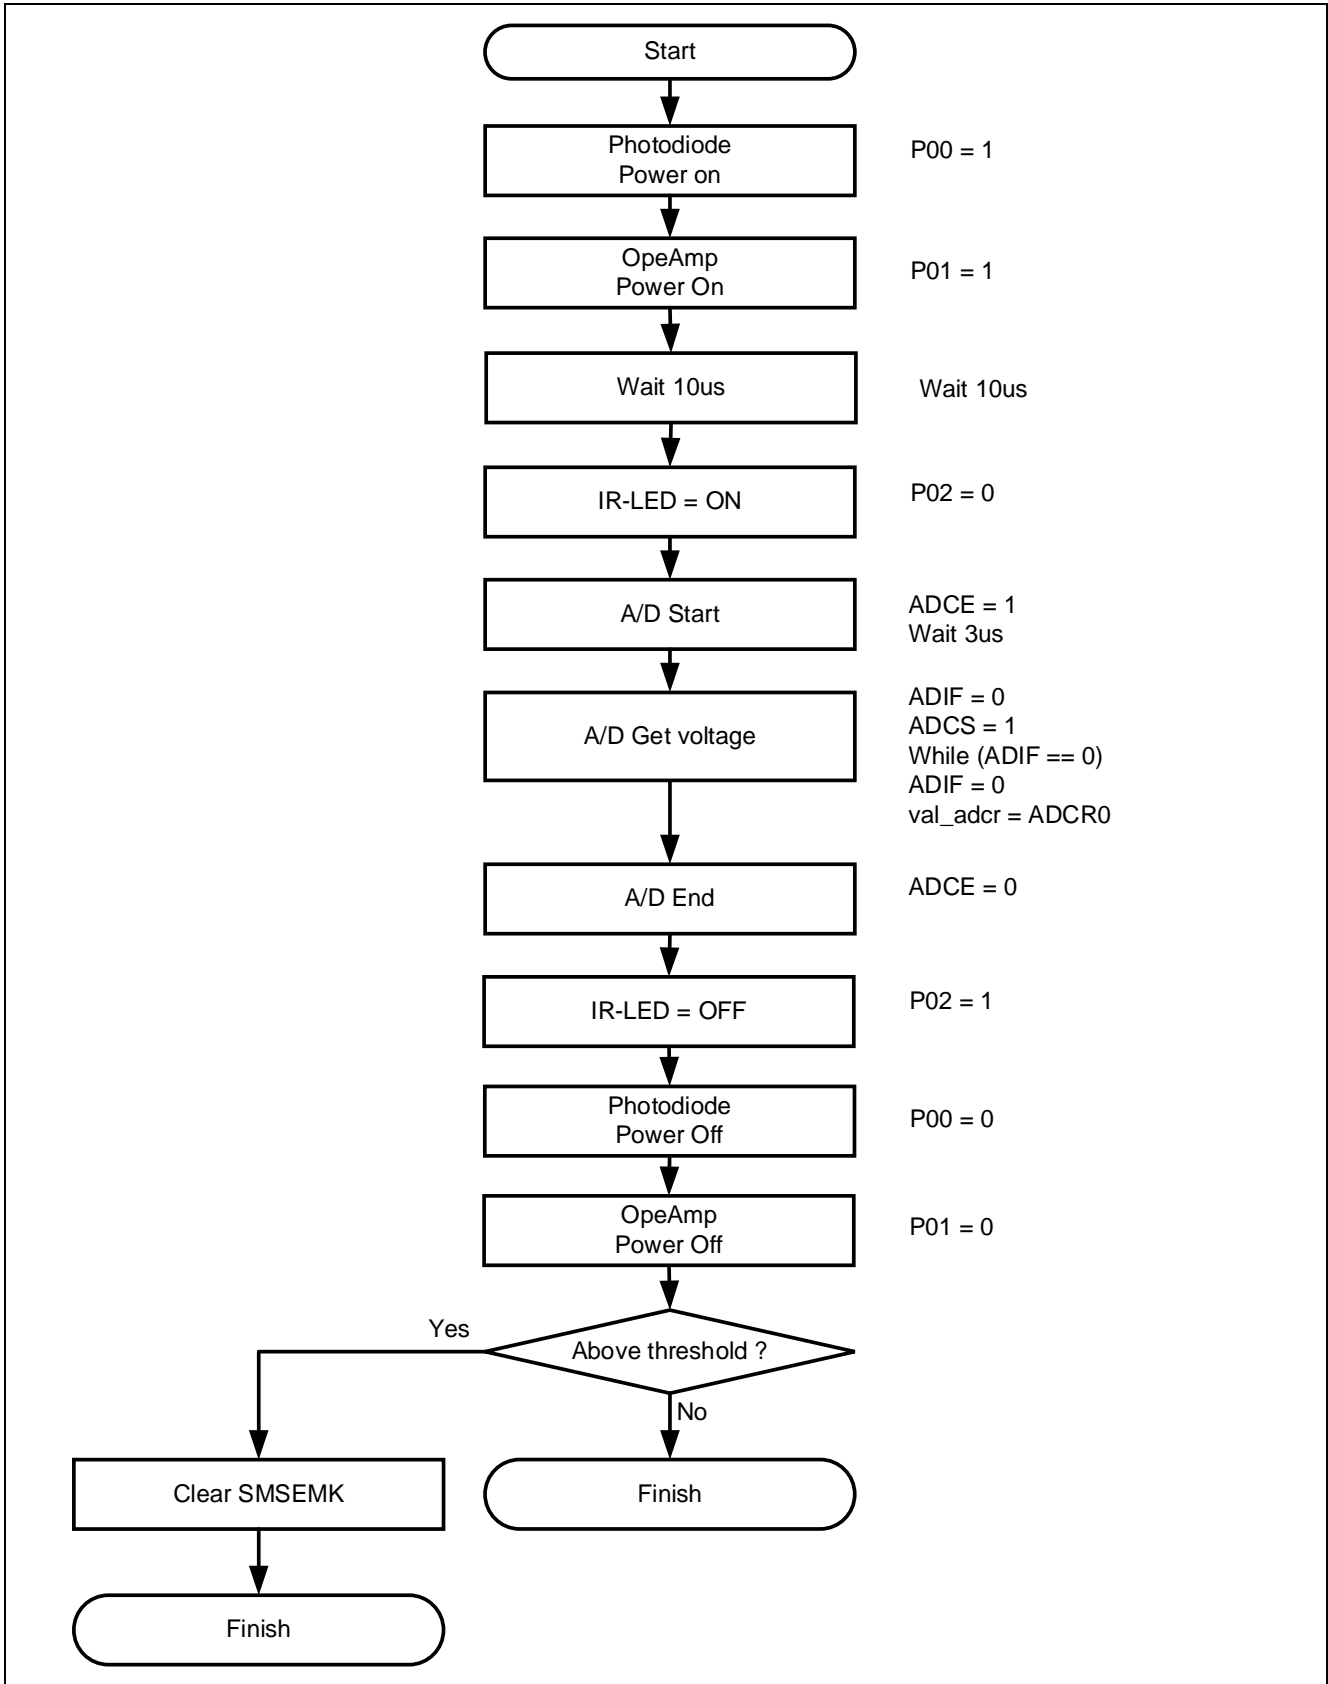 Start
Photodiode
Power on
P00 = 1
OpeAmp
Power On
P01 = 1
Wait 10us
Wait 10us
IR-LED = ON
P02 = 0
A/D Start
ADCE = 1
Wait 3us
A/D Get voltage
ADIF = 0
ADCS = 1
While (ADIF == 0)
ADIF = 0
val_adcr = ADCR0
A/D End
ADCE = 0
IR-LED = OFF
P02 = 1
Photodiode
Power Off
P00 = 0
OpeAmp
Power Off
P01 = 0
Above threshold ?
Yes
No
Clear SMSEMK
Finish
Finish